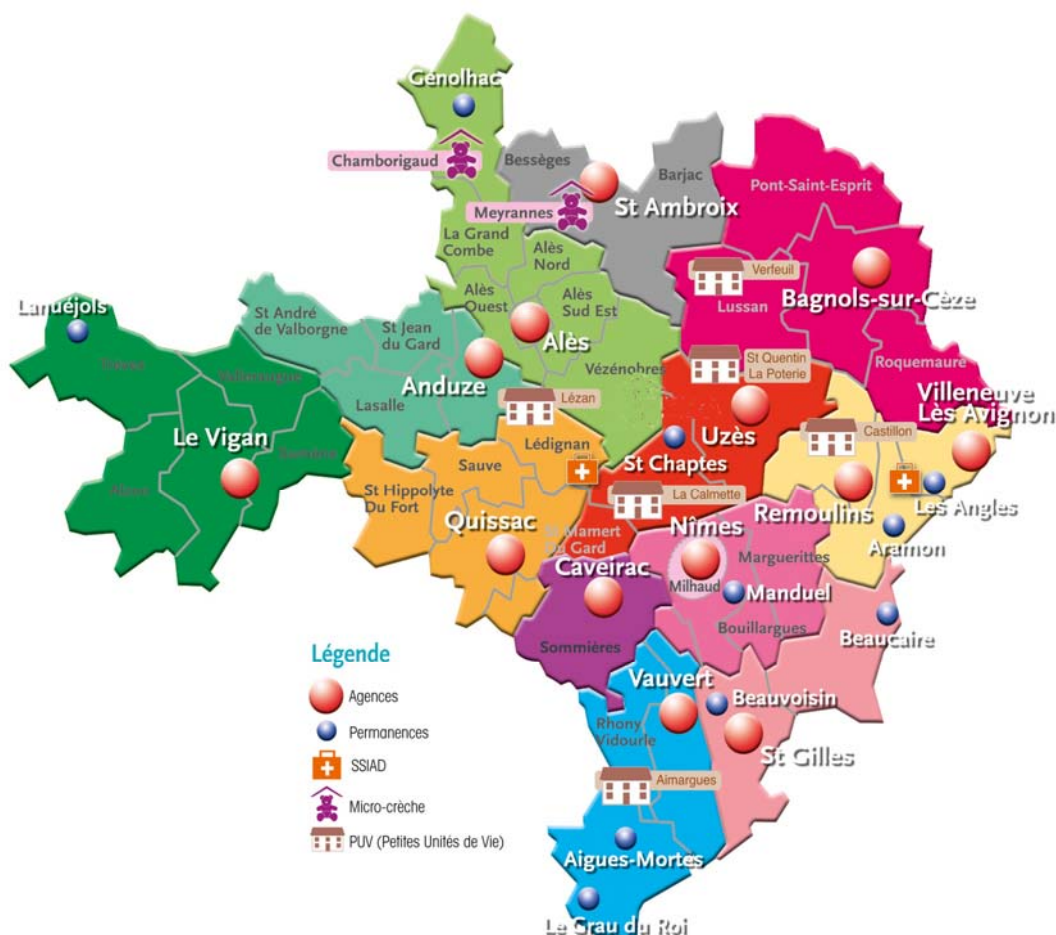 Génolhac
Chamborigaud
Bessèges
Barjac
Pont-Saint-Esprit
Meyrannes
St Ambroix
La Grand
Combe
Alès
Nord
Verfeuil
Lussan
Bagnols-sur-Cèze
Alès
Ouest
Alès
Sud Est
Lanuéjols
St André
de Valborgne
St Jean
du Gard
Alès
Vézénobres
St Quentin
La Poterie
Roquemaure
Trèves
Valleraugue
Anduze
Lasalle
Lézan
Villeneuve
Lès Avignon
Le Vigan
Lédignan
Uzès
Castillon
Sauve
St Chaptes
Sumène
Alzon
St Hippolyte
Du Fort
La Calmette
Remoulins
Les Angles
Quissac
St Mamert
Du Gard
Nîmes
Aramon
Marguerittes
Caveirac
Milhaud
Manduel
Bouillargues
Beaucaire
Sommières
Légende
Agences
Permanences
SSIAD
Micro-crèche
PUV (Petites Unités de Vie)
Vauvert
Beauvoisin
Rhony
Vidourle
St Gilles
Aimargues
Aigues-Mortes
Le Grau du Roi